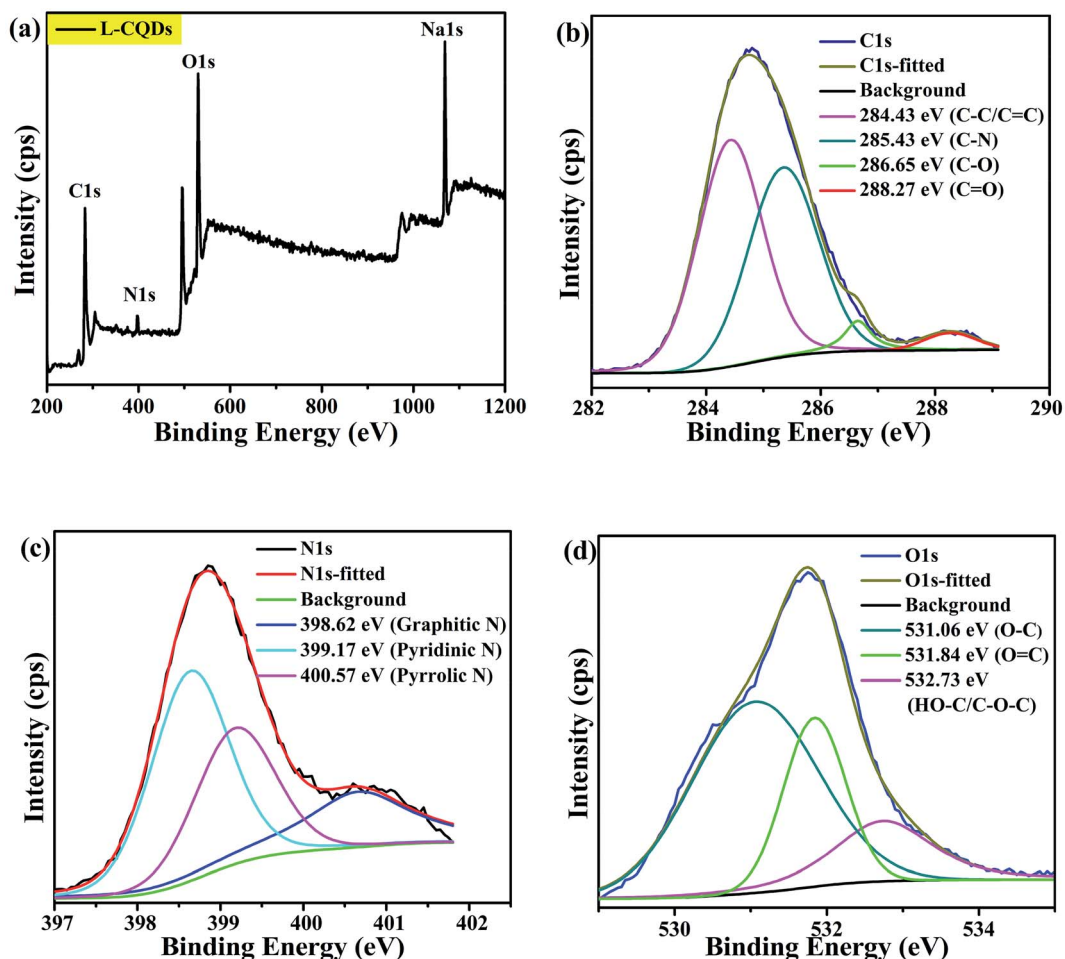 (a)
L-CQDs
Na1s
O1s
C1s
N1s
Intensity (cps)
200 400 600 800 1000 1200
Binding Energy (eV)
(b)
C1s
C1s-fitted
Background
284.43 eV (C-C/C=C)
285.43 eV (C-N)
286.65 eV (C-O)
288.27 eV (C=O)
Intensity (cps)
282 284 286 288 290
Binding Energy (eV)
(c)
N1s
N1s-fitted
Background
398.62 eV (Graphitic N)
399.17 eV (Pyridinic N)
400.57 eV (Pyrrolic N)
Intensity (cps)
397 398 399 400 401 402
Binding Energy (eV)
(d)
O1s
O1s-fitted
Background
531.06 eV (O-C)
531.84 eV (O=C)
532.73 eV
(HO-C/C-O-C)
Intensity (cps)
530 532 534
Binding Energy (eV)